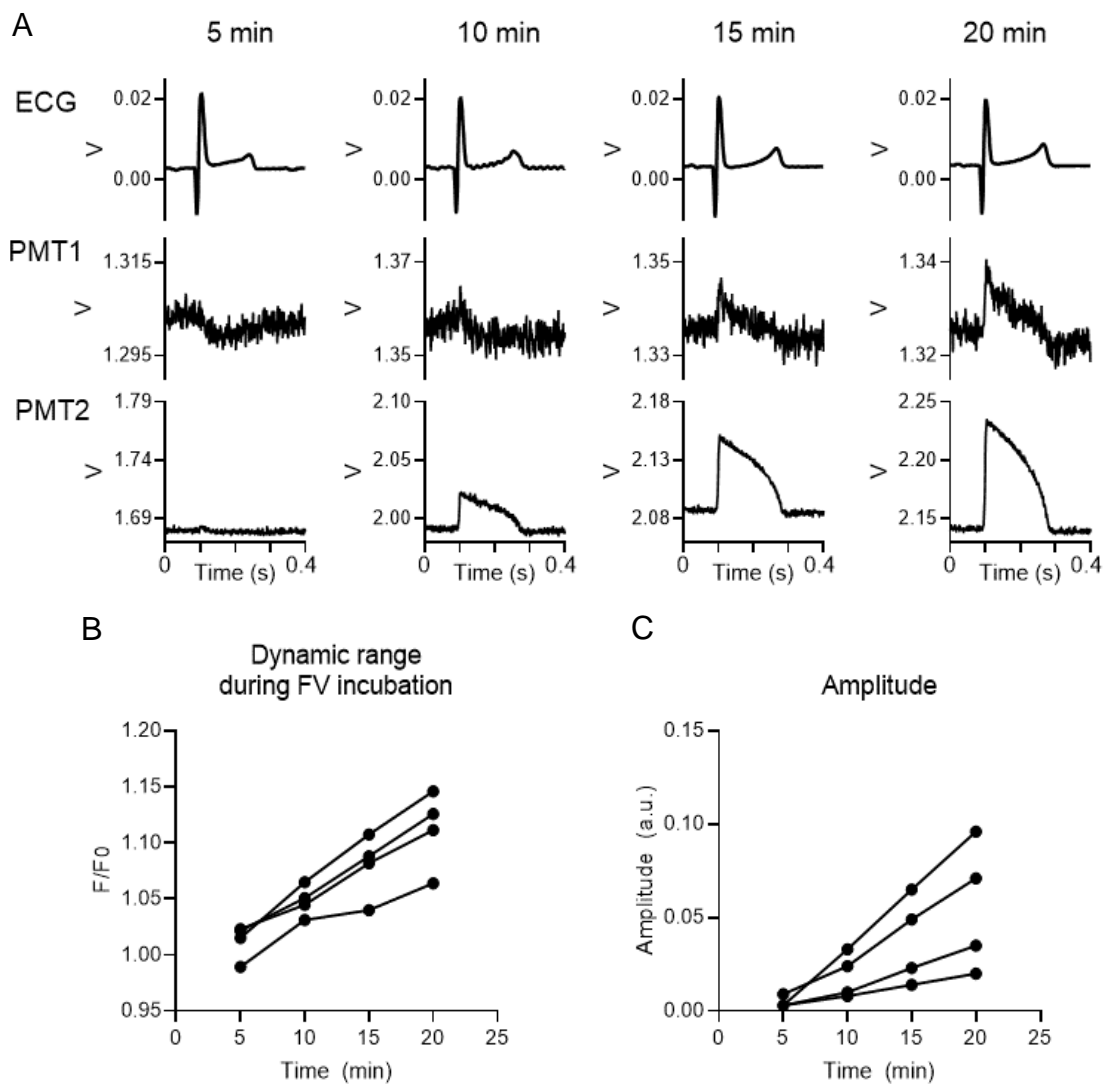 A
5 min 10 min 15 min 20 min
ECG
0.02 0.02 0.02 0.02
V V V V
0.00 0.00 0.00 0.00
PMT1
1.315 1.37 1.35 1.34
V V V V
1.295 1.35 1.33 1.32
PMT2
1.79 2.10 2.18 2.25
1.74 2.05 2.13 2.20
V V V V
1.69 2.00 2.08 2.15
0 0.4 0 0.4 0 0.4 0 0.4
Time (s) Time (s) Time (s) Time (s)
B
Dynamic range
during FV incubation
1.20
1.15
1.10
1.05
1.00
0.95
F/F0
0 5 10 15 20 25
Time (min)
C
Amplitude
0.15
0.10
0.05
0.00
Amplitude (a.u.)
0 5 10 15 20 25
Time (min)